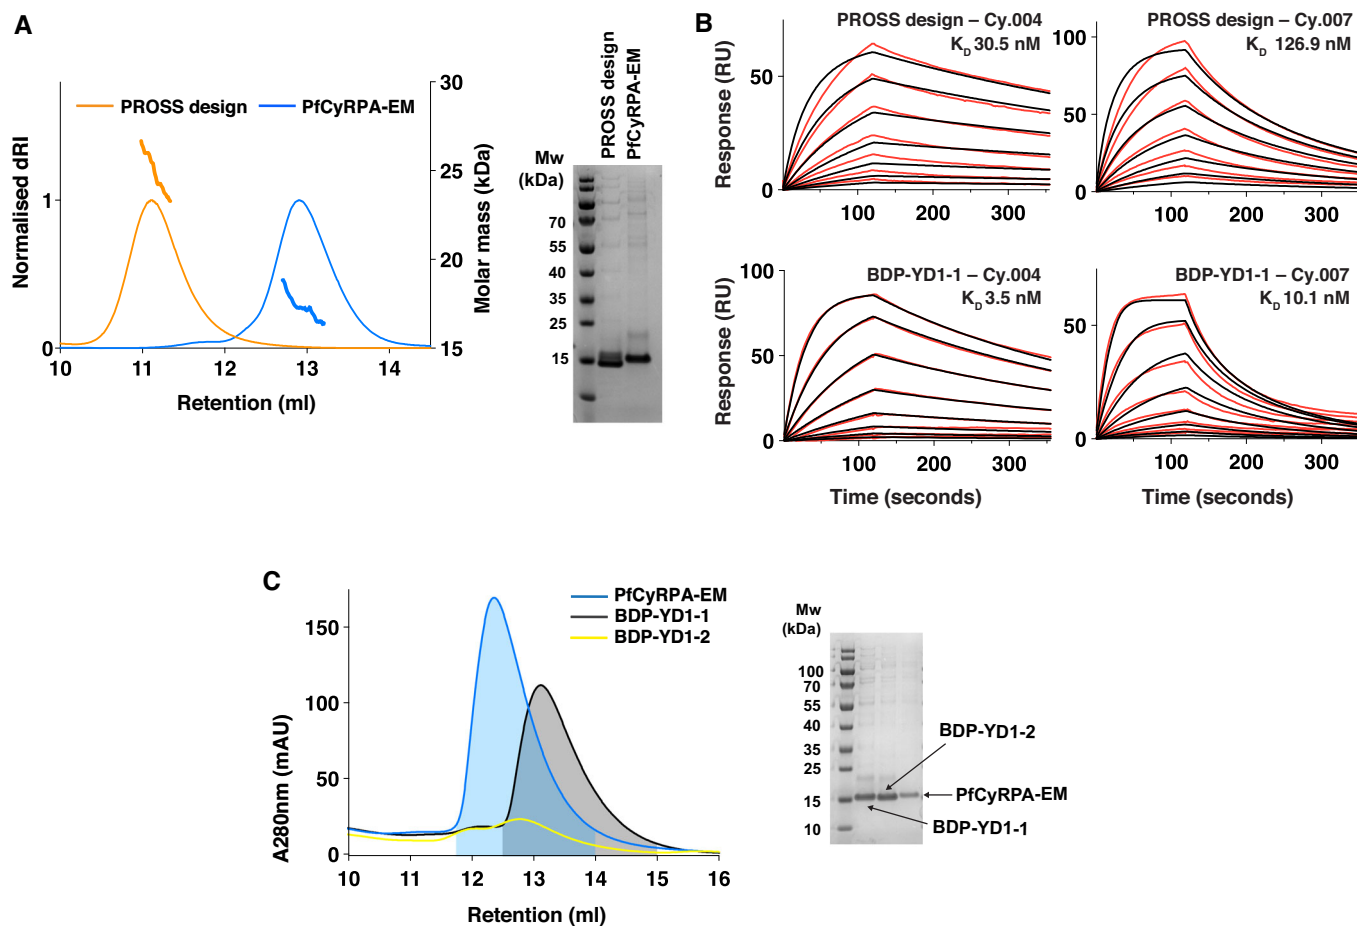 A
PROSS design
PfCyRPA-EM
Normalised dRI
1
0
10
11
12
13
14
Retention (ml)
30
25
20
15
Molar mass (kDa)
PROSS design
PfCyRPA-EM
Mw
(kDa)
70
55
40
35
25
15
B
PROSS design – Cy.004
KD 30.5 nM
Response (RU)
50
0
100
200
300
PROSS design – Cy.007
KD 126.9 nM
100
50
0
100
200
300
BDP-YD1-1 – Cy.004
KD 3.5 nM
Response (RU)
100
50
0
100
200
300
Time (seconds)
BDP-YD1-1 – Cy.007
KD 10.1 nM
50
0
100
200
300
Time (seconds)
C
PfCyRPA-EM
BDP-YD1-1
BDP-YD1-2
A280nm (mAU)
150
100
50
0
10
11
12
13
14
15
16
Retention (ml)
Mw
(kDa)
100
70
55
40
35
25
15
10
BDP-YD1-2
PfCyRPA-EM
BDP-YD1-1